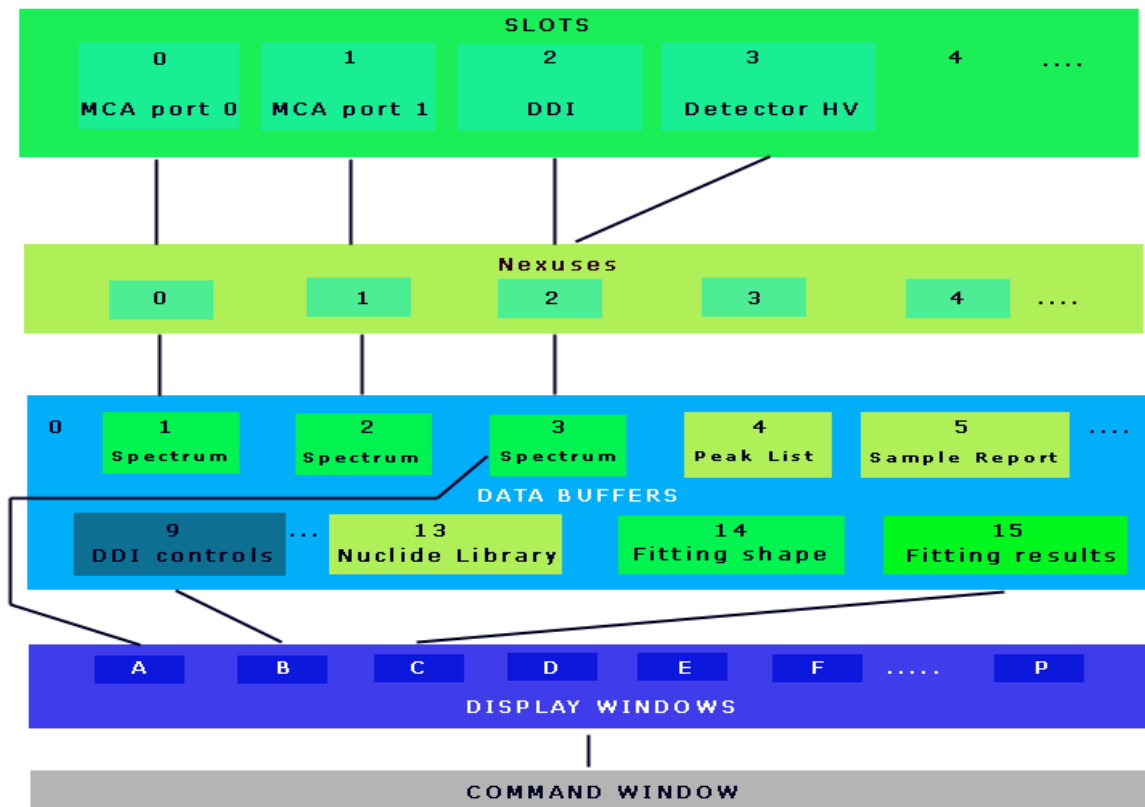 SLOTS
0 1 2 3 4 ....
MCA port 0 MCA port 1 DDI Detector HV
Nexuses
0 1 2 3 4 ....
0 1 2 3 4 5 ....
Spectrum Spectrum Spectrum Peak List Sample Report
DATA BUFFERS
9 ... 13 14 15
DDI controls Nuclide Library Fitting shape Fitting results
A B C D E F ..... P
DISPLAY WINDOWS
COMMAND WINDOW